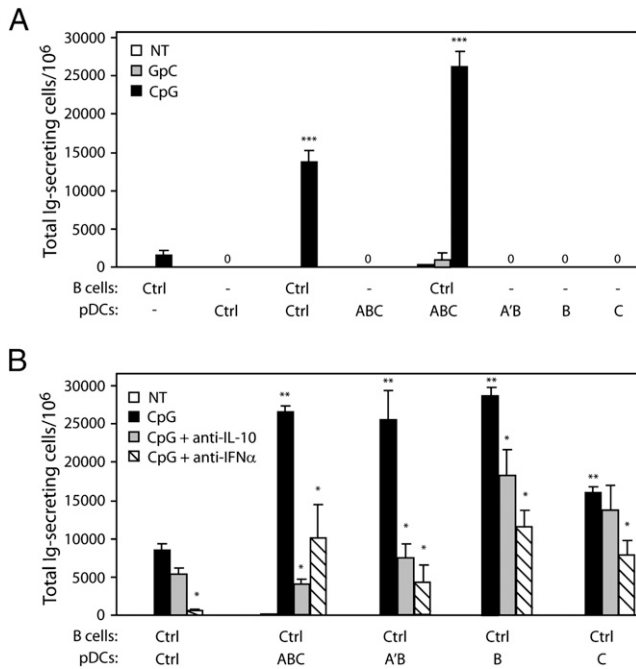 A
Total Ig-secreting cells/10⁶
30000
25000
20000
15000
10000
5000
0
NT
GpC
CpG
***
***
0 0 0 0 0
B cells: Ctrl - Ctrl - Ctrl - - -
pDCs: - Ctrl Ctrl ABC ABC A'B B C
B
Total Ig-secreting cells/10⁶
30000
25000
20000
15000
10000
5000
0
NT
CpG
CpG + anti-IL-10
CpG + anti-IFNα
*
** * *
** * *
** * *
** *
B cells: Ctrl Ctrl Ctrl Ctrl Ctrl
pDCs: Ctrl ABC A'B B C